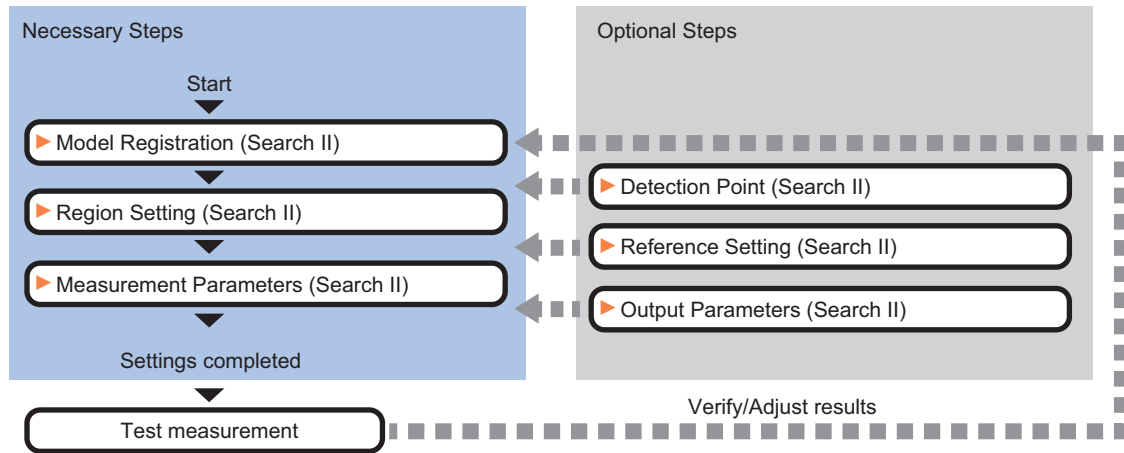 Necessary Steps
Start
Model Registration (Search II)
Region Setting (Search II)
Measurement Parameters (Search II)
Settings completed
Test measurement
Optional Steps
Detection Point (Search II)
Reference Setting (Search II)
Output Parameters (Search II)
Verify/Adjust results